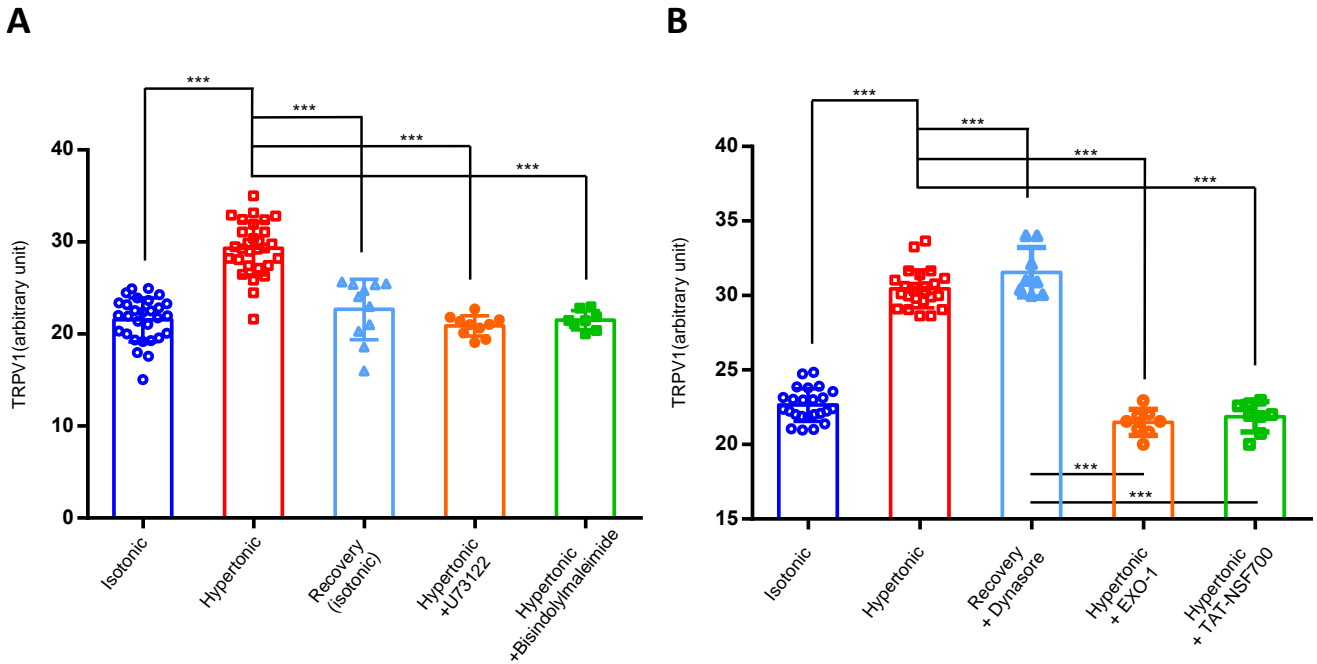 A
***
***
***
***
TRPV1(arbitrary unit)
40
30
20
10
0
Isotonic
Hypertonic
Recovery
(isotonic)
Hypertonic
+U73122
Hypertonic
+Bisindolylmaleimide
B
***
***
***
***
TRPV1(arbitrary unit)
40
35
30
25
20
15
***
***
Isotonic
Hypertonic
Recovery
+ Dynasore
Hypertonic
+ EXO-1
Hypertonic
+ TAT-NSF700